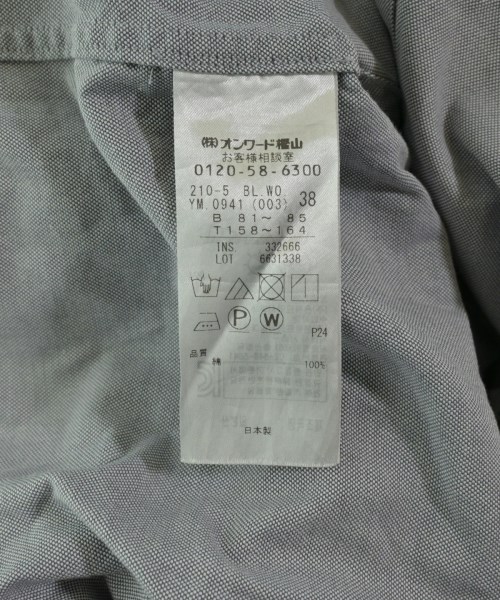 (株)オンワード樫山
お客様相談室
0120-58-6300
210-5 BL.WO
YM.0941 (003) 38
B 81～ 85
T 158～164
INS 332666
LOT 6631338
P W
P24
品質 綿 100%
日本製